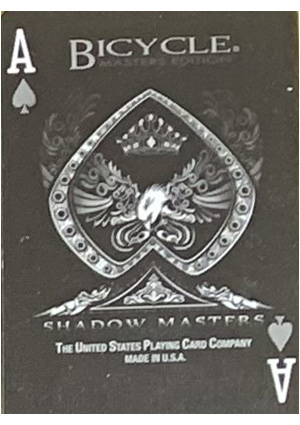 A
BICYCLE®
MASTERS EDITION
SHADOW MASTERS
THE UNITED STATES PLAYING CARD COMPANY
MADE IN U.S.A.
A